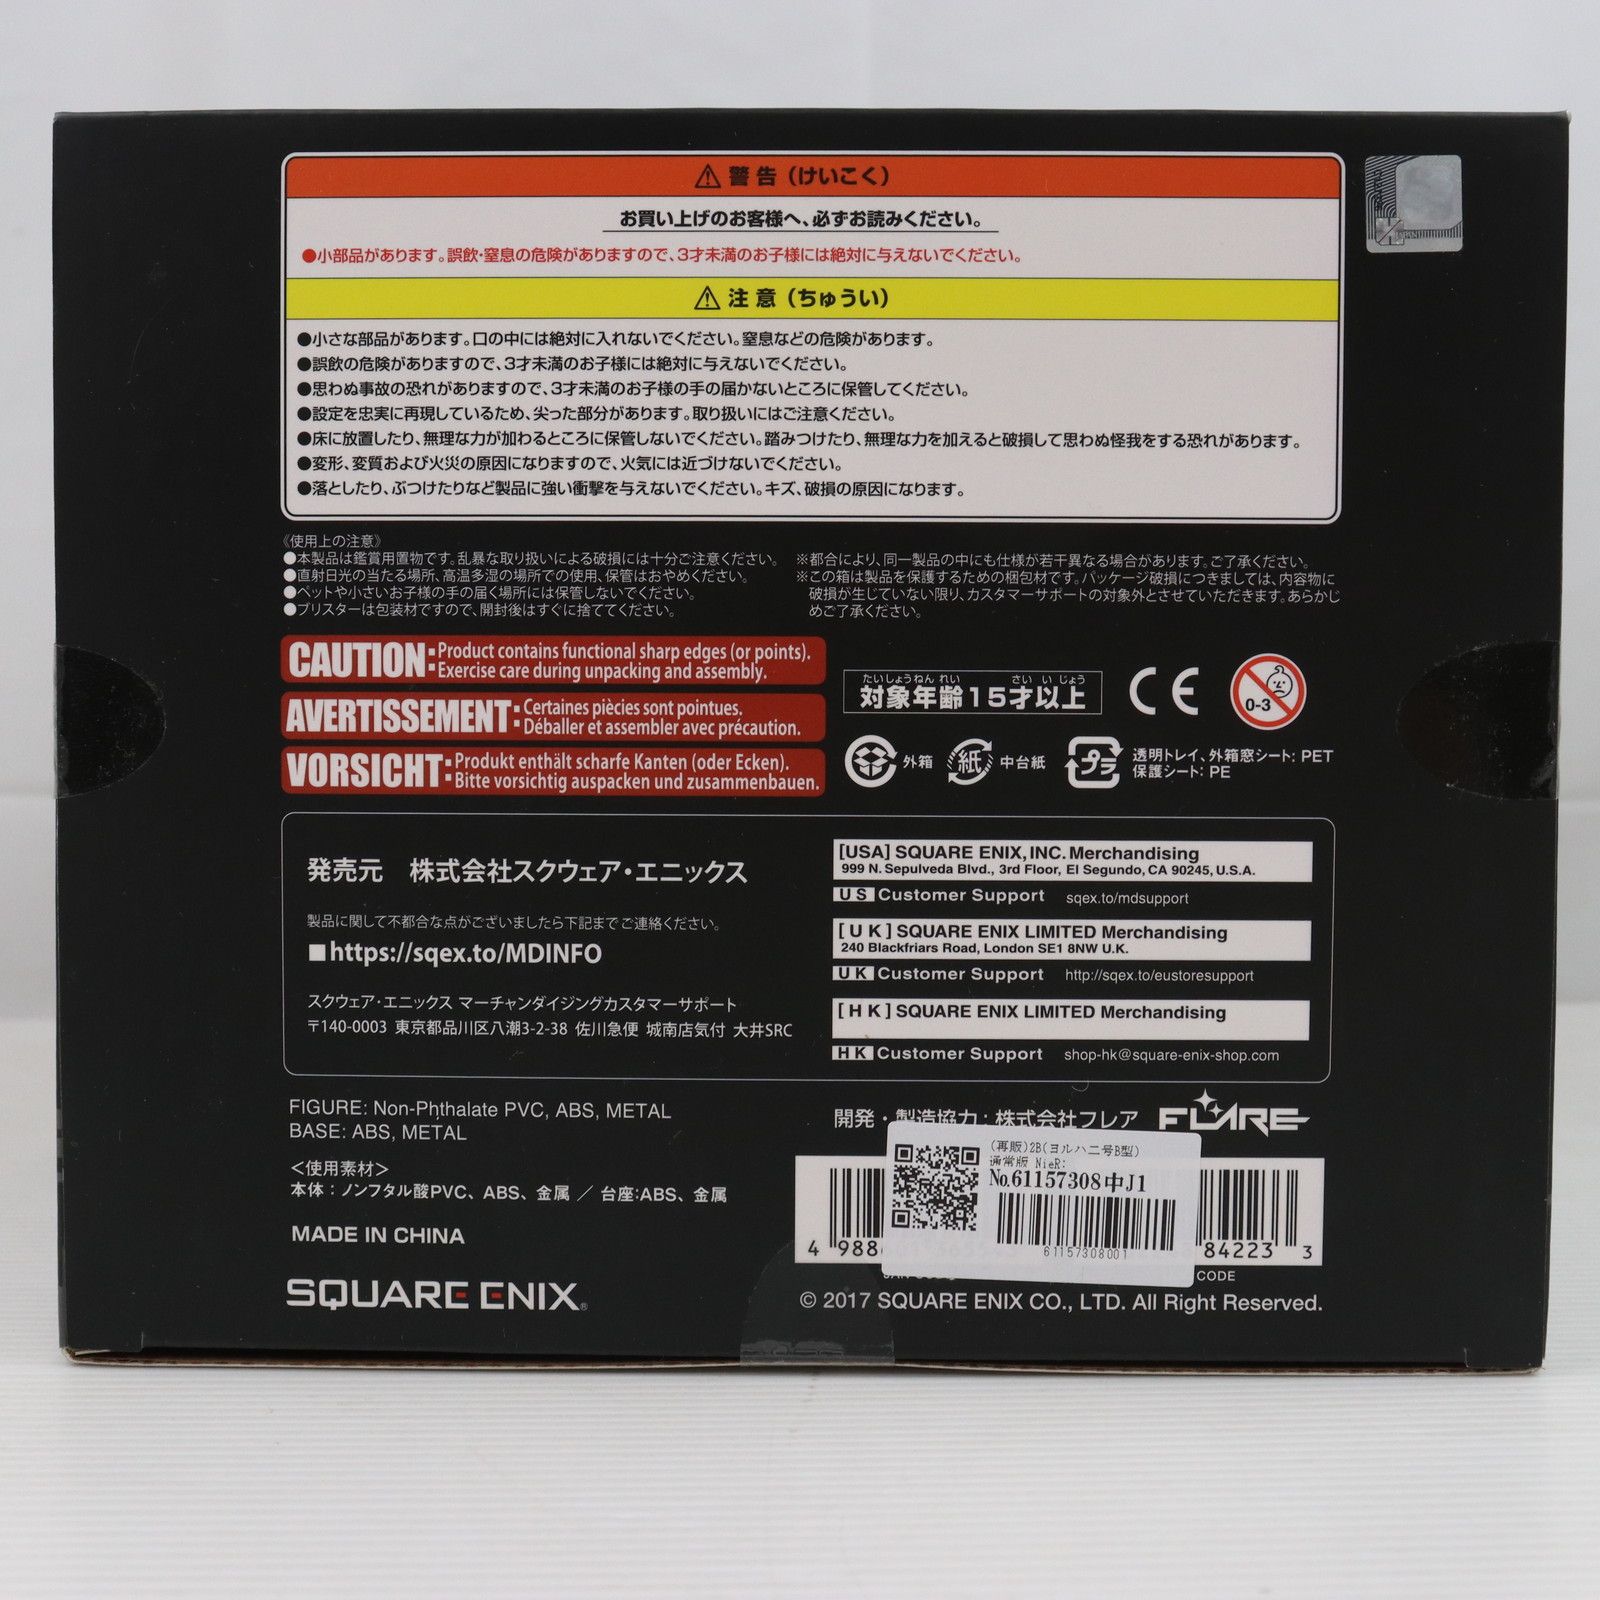 警告（けいこく）
お買い上げのお客様へ、必ずお読みください。
●小部品があります。誤飲・窒息の危険がありますので、3才未満のお子様には絶対に与えないでください。
注意（ちゅうい）
●小さな部品があります。口の中には絶対に入れないでください。窒息などの危険があります。
●誤飲の危険がありますので、3才未満のお子様には絶対に与えないでください。
●思わぬ事故の恐れがありますので、3才未満のお子様の手の届かないところに保管してください。
●設定を忠実に再現しているため、尖った部分があります。取り扱いにはご注意ください。
●床に放置したり、無理な力が加わるところに保管しないでください。踏みつけたり、無理な力を加えると破損して思わぬ怪我をする恐れがあります。
●変形、変質および火災の原因になりますので、火気には近づけないでください。
●落としたり、ぶつけたりなど製品に強い衝撃を与えないでください。キズ、破損の原因になります。
《使用上の注意》
●本製品は鑑賞用置物です。乱暴な取り扱いによる破損には十分ご注意ください。
●直射日光の当たる場所、高温多湿の場所での使用、保管はおやめください。
●ペットや小さいお子様の手の届く場所には保管しないでください。
●ブリスターは包装材ですので、開封後はすぐに捨ててください。
※都合により、同一製品の中にも仕様が若干異なる場合があります。ご了承ください。
※この箱は製品を保護するための梱包材です。パッケージ破損につきましては、内容物に
破損が生じていない限り、カスタマーサポートの対象外とさせていただきます。あらかじ
めご了承ください。
CAUTION: Product contains functional sharp edges (or points).
Exercise care during unpacking and assembly.
AVERTISSEMENT: Certaines pièces sont pointues.
Déballer et assembler avec précaution.
VORSICHT: Produkt enthält scharfe Kanten (oder Ecken).
Bitte vorsichtig auspacken und zusammenbauen.
たいしょうねんれい さいいじょう
対象年齢15才以上
CE
0-3
外箱
紙
中台紙
プラ
透明トレイ、外箱窓シート: PET
保護シート: PE
発売元 株式会社スクウェア・エニックス
製品に関して不都合な点がございましたら下記までご連絡ください。
■https://sqex.to/MDINFO
スクウェア・エニックス マーチャンダイジングカスタマーサポート
〒140-0003 東京都品川区八潮3-2-38 佐川急便 城南店気付 大井SRC
[USA] SQUARE ENIX, INC. Merchandising
999 N. Sepulveda Blvd., 3rd Floor, El Segundo, CA 90245, U.S.A.
US Customer Support sqex.to/mdsupport
[UK] SQUARE ENIX LIMITED Merchandising
240 Blackfriars Road, London SE1 8NW U.K.
UK Customer Support http://sqex.to/eustoresupport
[HK] SQUARE ENIX LIMITED Merchandising
HK Customer Support shop-hk@square-enix-shop.com
FIGURE: Non-Phthalate PVC, ABS, METAL
BASE: ABS, METAL
＜使用素材＞
本体：ノンフタル酸PVC、ABS、金属 ／ 台座:ABS、金属
MADE IN CHINA
SQUARE ENIX®
開発・製造協力：株式会社フレア FLARE
(再販)2B(ヨルハ二号B型)
通常版 NieR:
No.61157308中J1
61157308001
4 988
84223 3
CODE
© 2017 SQUARE ENIX CO., LTD. All Right Reserved.